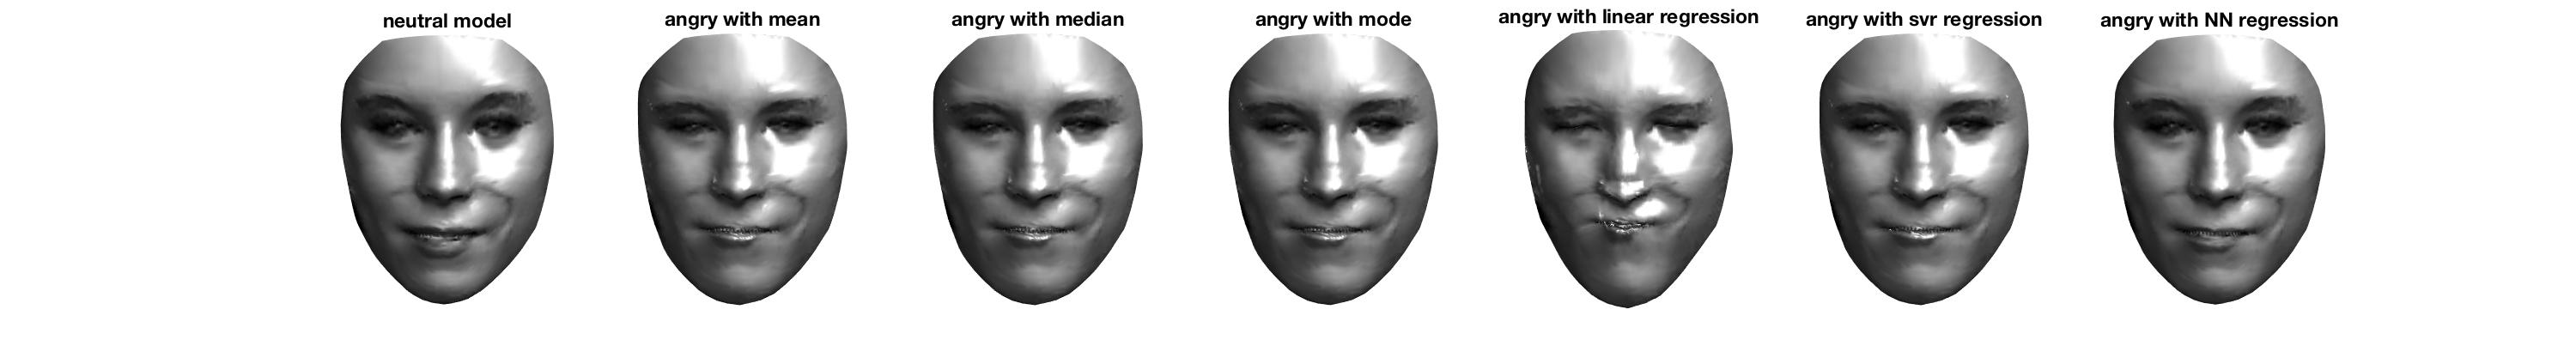 neutral model
angry with mean
angry with median
angry with mode
angry with linear regression
angry with svr regression
angry with NN regression